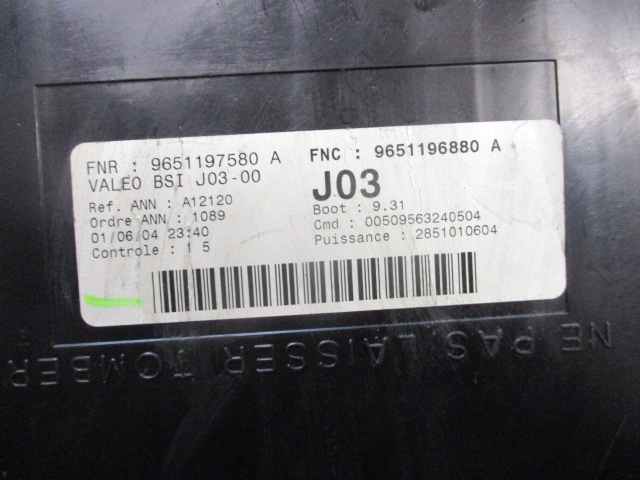 FNR : 9651197580 A
VALEO BSI J03-00
Ref. ANN : A12120
Ordre ANN : 1089
01/06/04 23:40
Controle : 1 5
FNC : 9651196880 A
J03
Boot : 9.31
Cmd : 00509563240504
Puissance : 2851010604
NE PAS LAISSER TOMBER